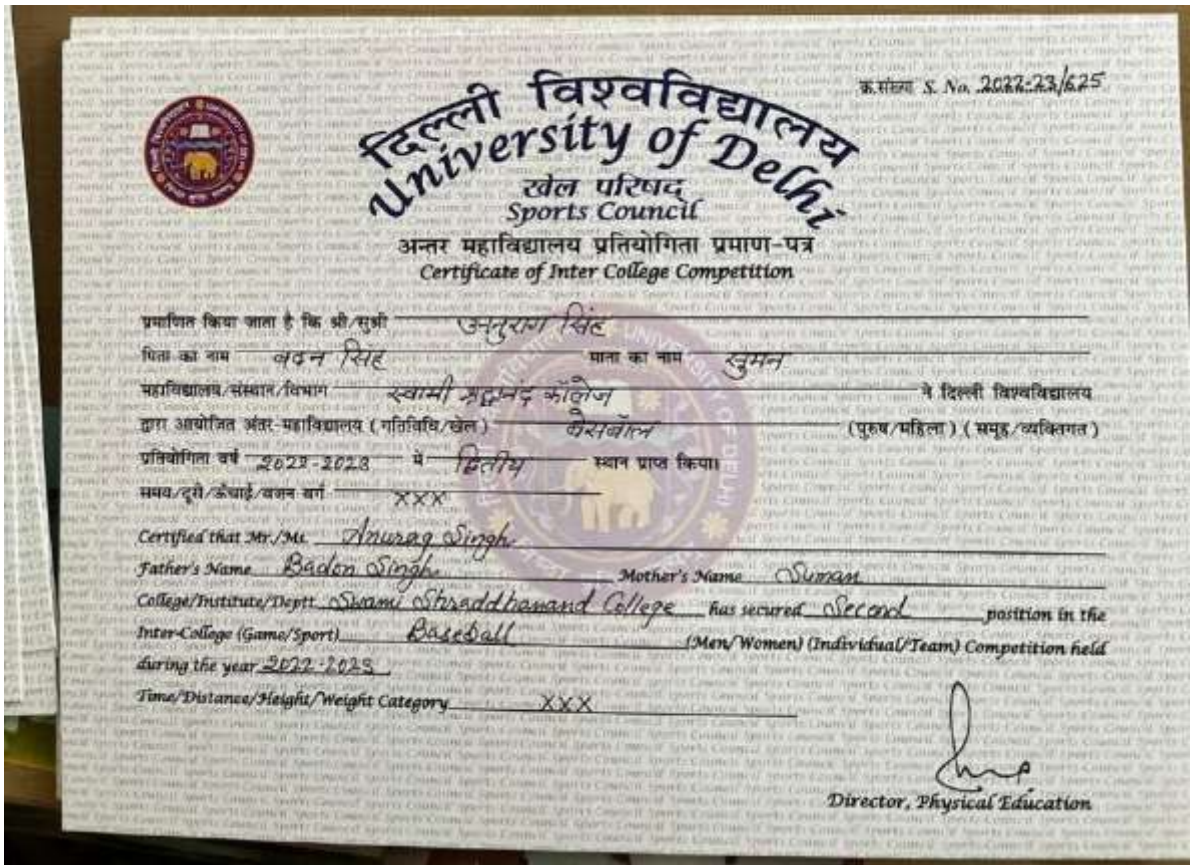 क्र.संख्या S. No. 2022-23/625
दिल्ली विश्वविद्यालय
University of Delhi
खेल परिषद्
Sports Council
अन्तर महाविद्यालय प्रतियोगिता प्रमाण-पत्र
Certificate of Inter College Competition
प्रमाणित किया जाता है कि श्री/सुश्री अनुराग सिंह
पिता का नाम बदन सिंह माता का नाम सुमन
महाविद्यालय/संस्थान/विभाग स्वामी श्रद्धानंद कॉलेज ने दिल्ली विश्वविद्यालय
द्वारा आयोजित अंतर-महाविद्यालय (गतिविधि/खेल) बेसबॉल (पुरुष/महिला) (समूह/व्यक्तिगत)
प्रतियोगिता वर्ष 2022-2023 में द्वितीय स्थान प्राप्त किया।
समय/दूरी/ऊँचाई/वजन वर्ग XXX
Certified that Mr./Ms. Anurag Singh
Father's Name Badon Singh Mother's Name Suman
College/Institute/Deptt. Swami Shraddhanand College has secured Second position in the
Inter-College (Game/Sport) Baseball (Men/Women) (Individual/Team) Competition held
during the year 2022-2023
Time/Distance/Height/Weight Category XXX
Director, Physical Education